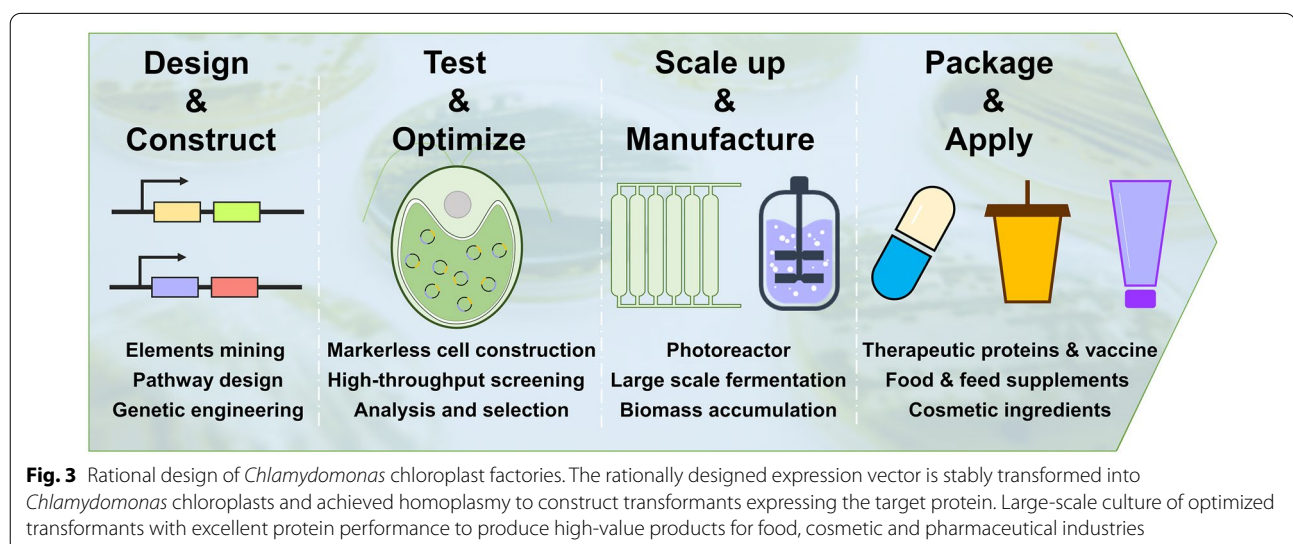 Design
&
Construct
Elements mining
Pathway design
Genetic engineering
Test
&
Optimize
Markerless cell construction
High-throughput screening
Analysis and selection
Scale up
&
Manufacture
Photoreactor
Large scale fermentation
Biomass accumulation
Package
&
Apply
Therapeutic proteins & vaccine
Food & feed supplements
Cosmetic ingredients
Fig. 3 Rational design of Chlamydomonas chloroplast factories. The rationally designed expression vector is stably transformed into
Chlamydomonas chloroplasts and achieved homoplasmy to construct transformants expressing the target protein. Large-scale culture of optimized
transformants with excellent protein performance to produce high-value products for food, cosmetic and pharmaceutical industries